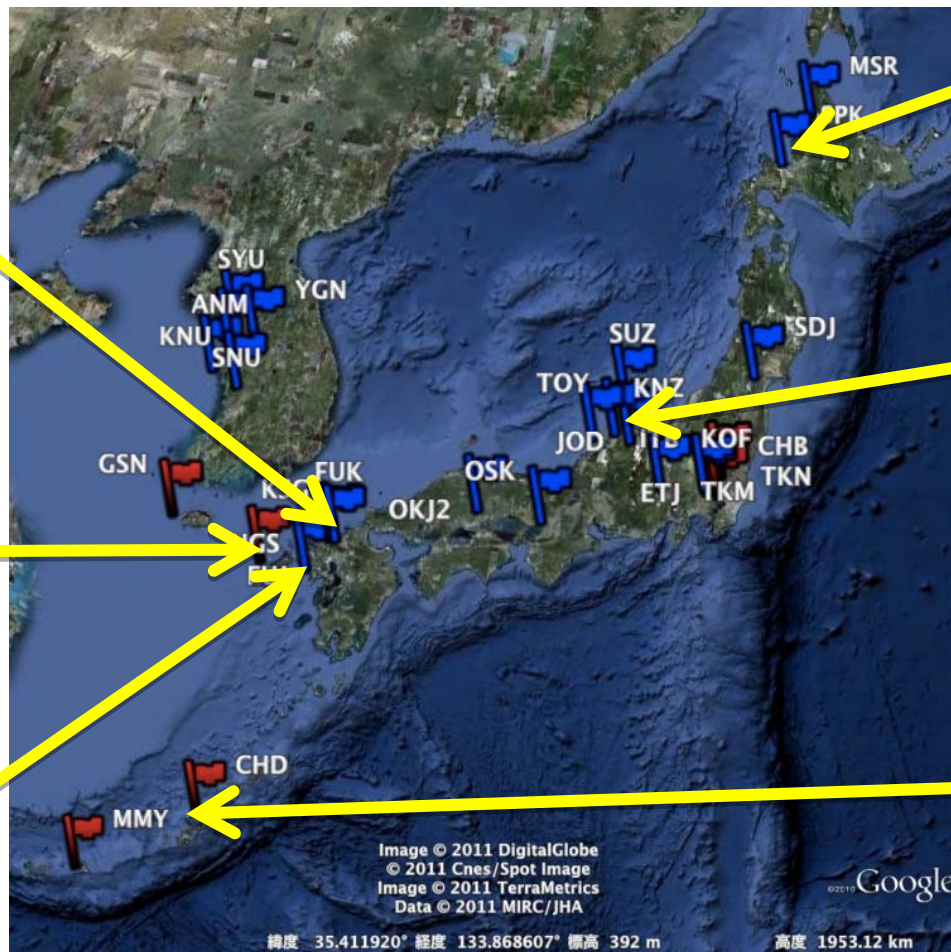 MSR
SYU
ANM
YGN
KNU
SNU
SUZ
SDJ
TOY
KNZ
JOD
KOF
CHB
GSN
FUK
OSK
TKN
ETJ
TKM
OKJ2
CHD
MMY
Image © 2011 DigitalGlobe
© 2011 Cnes/Spot Image
Image © 2011 TerraMetrics
Data © 2011 MIRC/JHA
©2010 Google
緯度 35.411920° 経度 133.868607° 標高 392 m 高度 1953.12 km